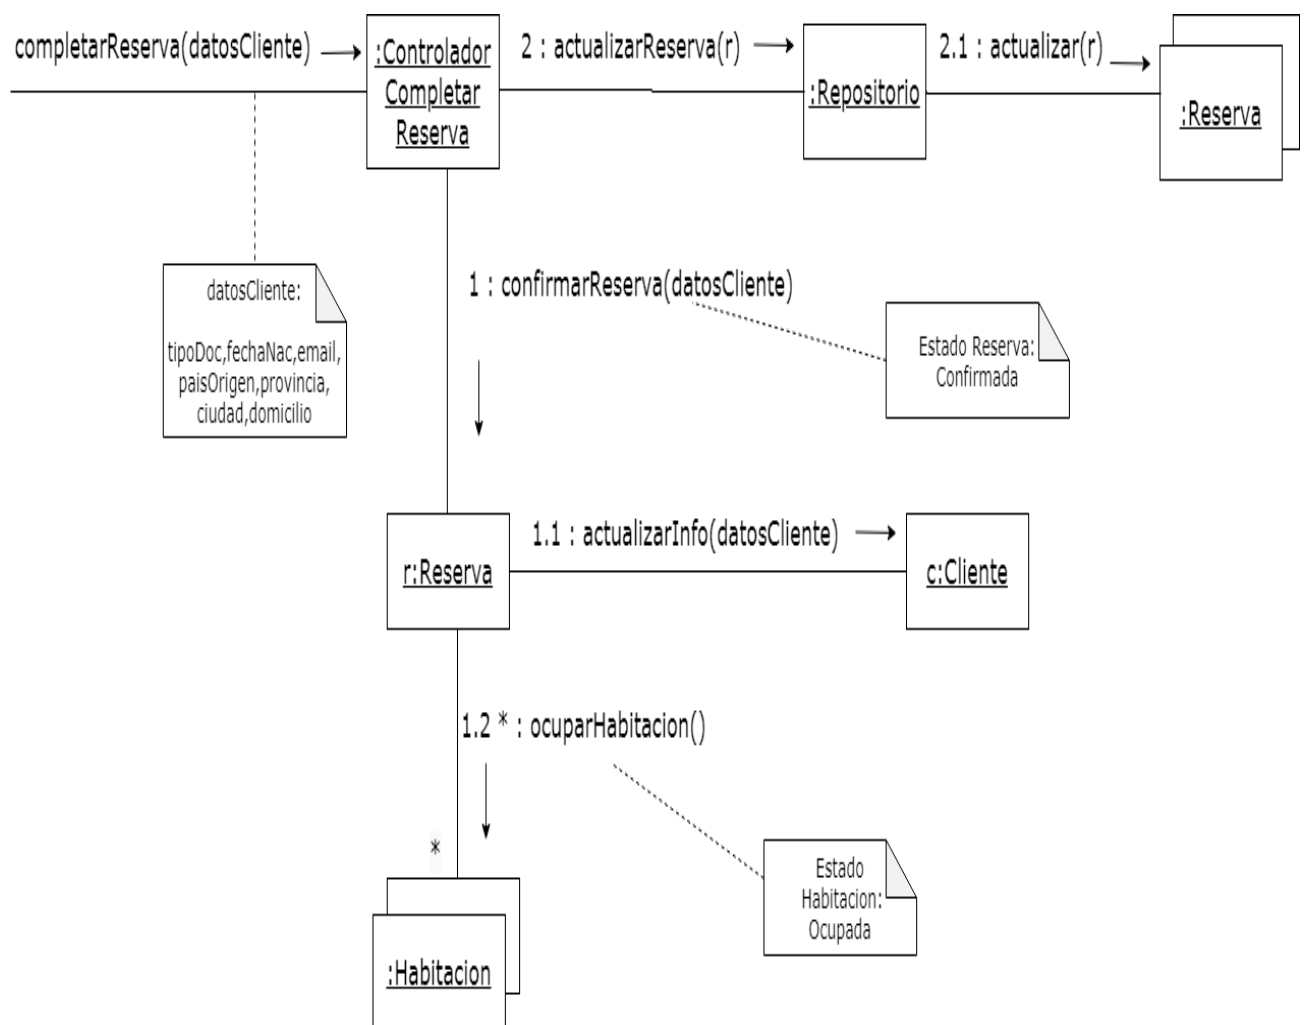 completarReserva(datosCliente)
:Controlador
Completar
Reserva
2 : actualizarReserva(r)
:Repositorio
2.1 : actualizar(r)
:Reserva
datosCliente:
tipoDoc,fechaNac,email,
paisOrigen,provincia,
ciudad,domicilio
1 : confirmarReserva(datosCliente)
Estado Reserva:
Confirmada
r:Reserva
1.1 : actualizarInfo(datosCliente)
c:Cliente
1.2 * : ocuparHabitacion()
*
Estado
Habitacion:
Ocupada
:Habitacion